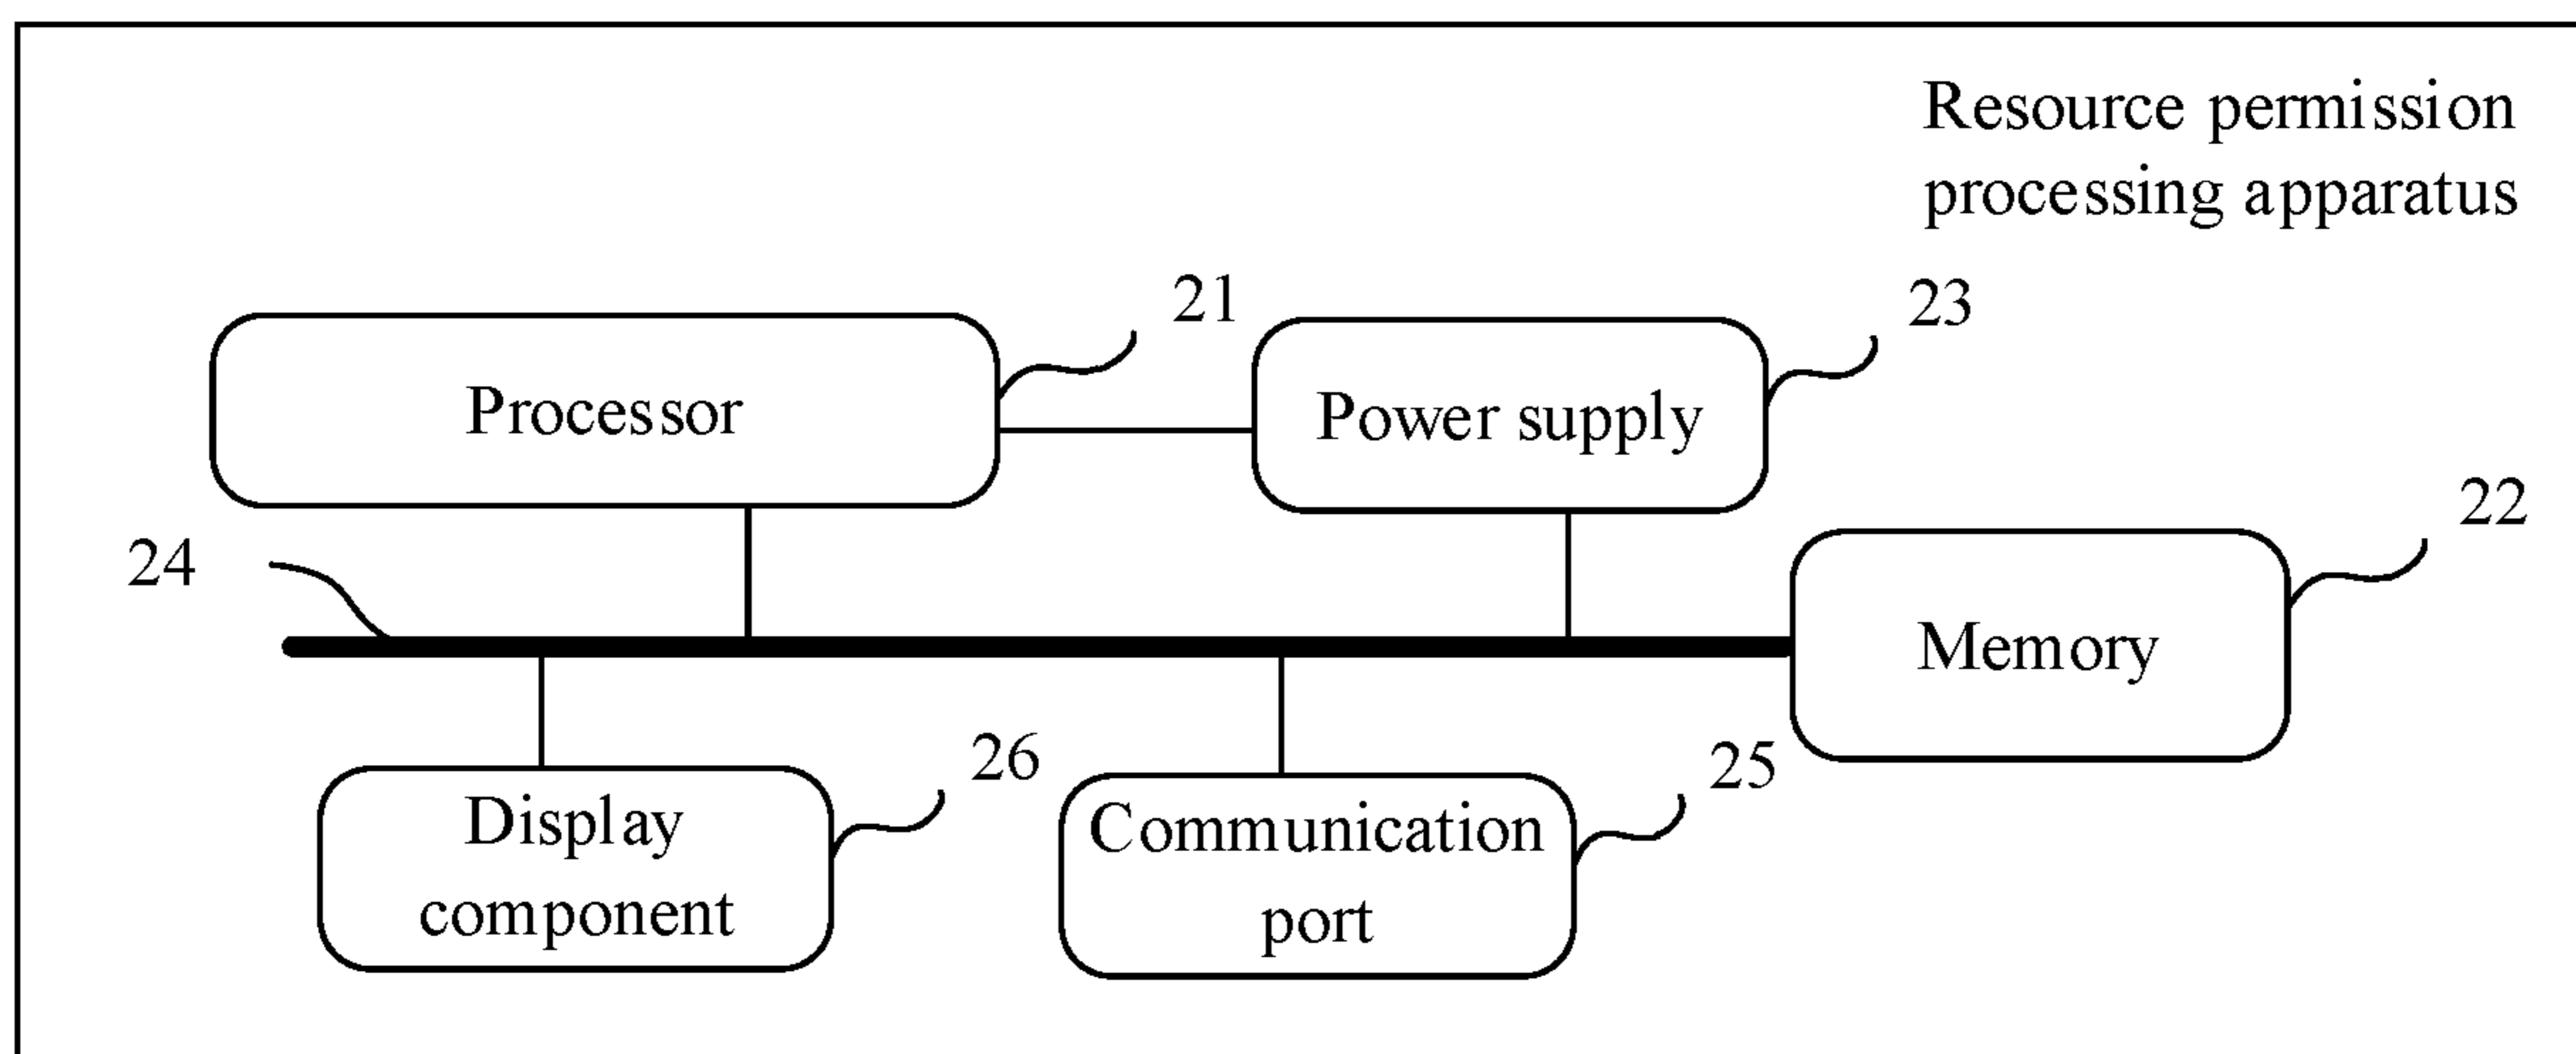 Resource permission
processing apparatus
21
23
Processor
Power supply
22
24
Memory
26
25
Display
component
Communication
port